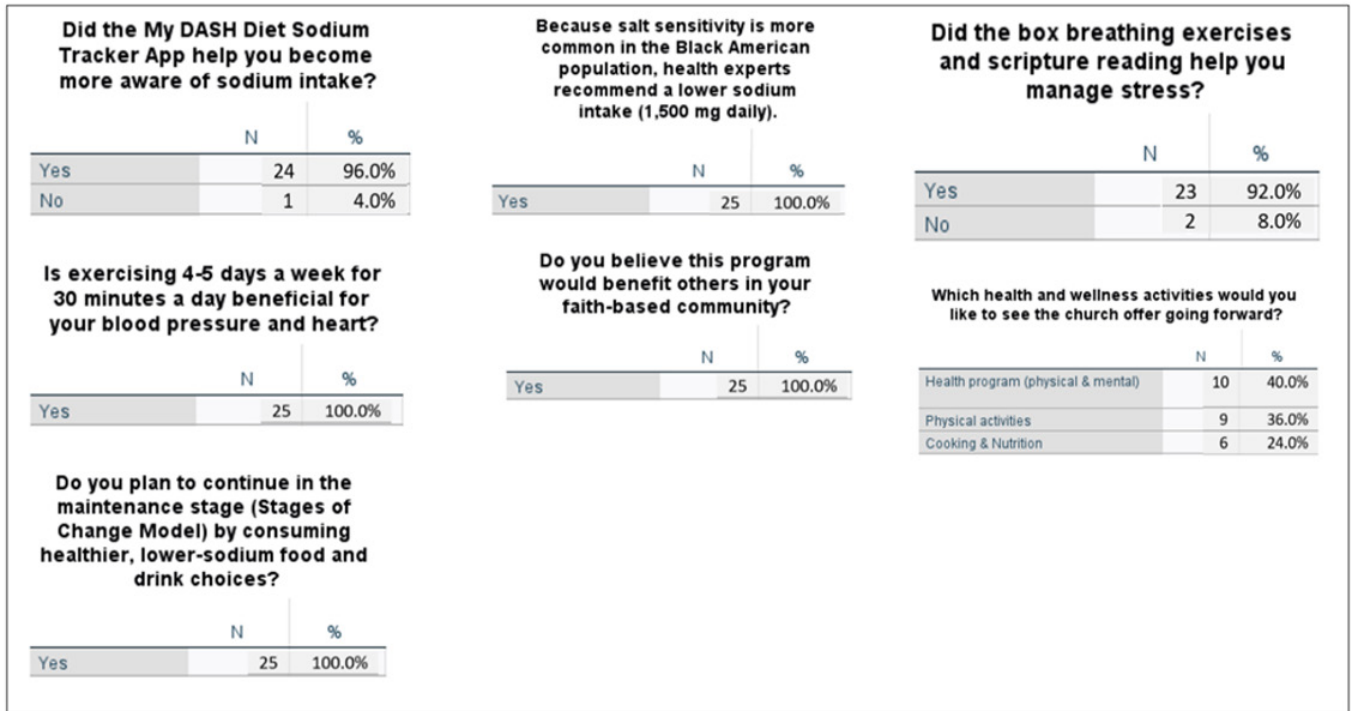 Did the My DASH Diet Sodium
Tracker App help you become
more aware of sodium intake?
N %
Yes 24 96.0%
No 1 4.0%
Is exercising 4-5 days a week for
30 minutes a day beneficial for
your blood pressure and heart?
N %
Yes 25 100.0%
Do you plan to continue in the
maintenance stage (Stages of
Change Model) by consuming
healthier, lower-sodium food and
drink choices?
N %
Yes 25 100.0%
Because salt sensitivity is more
common in the Black American
population, health experts
recommend a lower sodium
intake (1,500 mg daily).
N %
Yes 25 100.0%
Do you believe this program
would benefit others in your
faith-based community?
N %
Yes 25 100.0%
Did the box breathing exercises
and scripture reading help you
manage stress?
N %
Yes 23 92.0%
No 2 8.0%
Which health and wellness activities would you
like to see the church offer going forward?
N %
Health program (physical & mental) 10 40.0%
Physical activities 9 36.0%
Cooking & Nutrition 6 24.0%